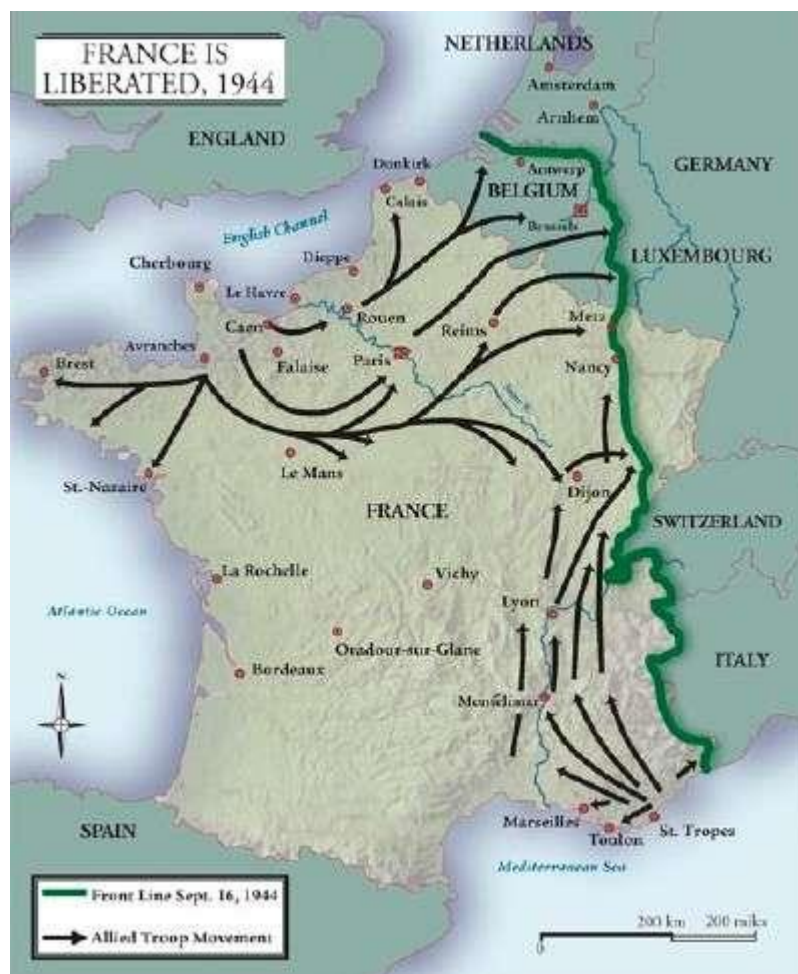 FRANCE IS
LIBERATED, 1944
NETHERLANDS
Amsterdam
Arnhem
ENGLAND
GERMANY
Dunkirk
Antwerp
Calais
BELGIUM
Brussels
English Channel
LUXEMBOURG
Dieppe
Cherbourg
Le Havre
Rouen
Caen
Reims
Metz
Avranches
Falaise
Paris
Nancy
Brest
Le Mans
St.-Nazaire
Dijon
FRANCE
SWITZERLAND
La Rochelle
Vichy
Lyon
Atlantic Ocean
Oradour-sur-Glane
ITALY
Bordeaux
N
Marseilles
St. Tropes
SPAIN
Toulon
Mediterranean Sea
Front Line Sept. 16, 1944
Allied Troop Movement
200 km 200 miles
0